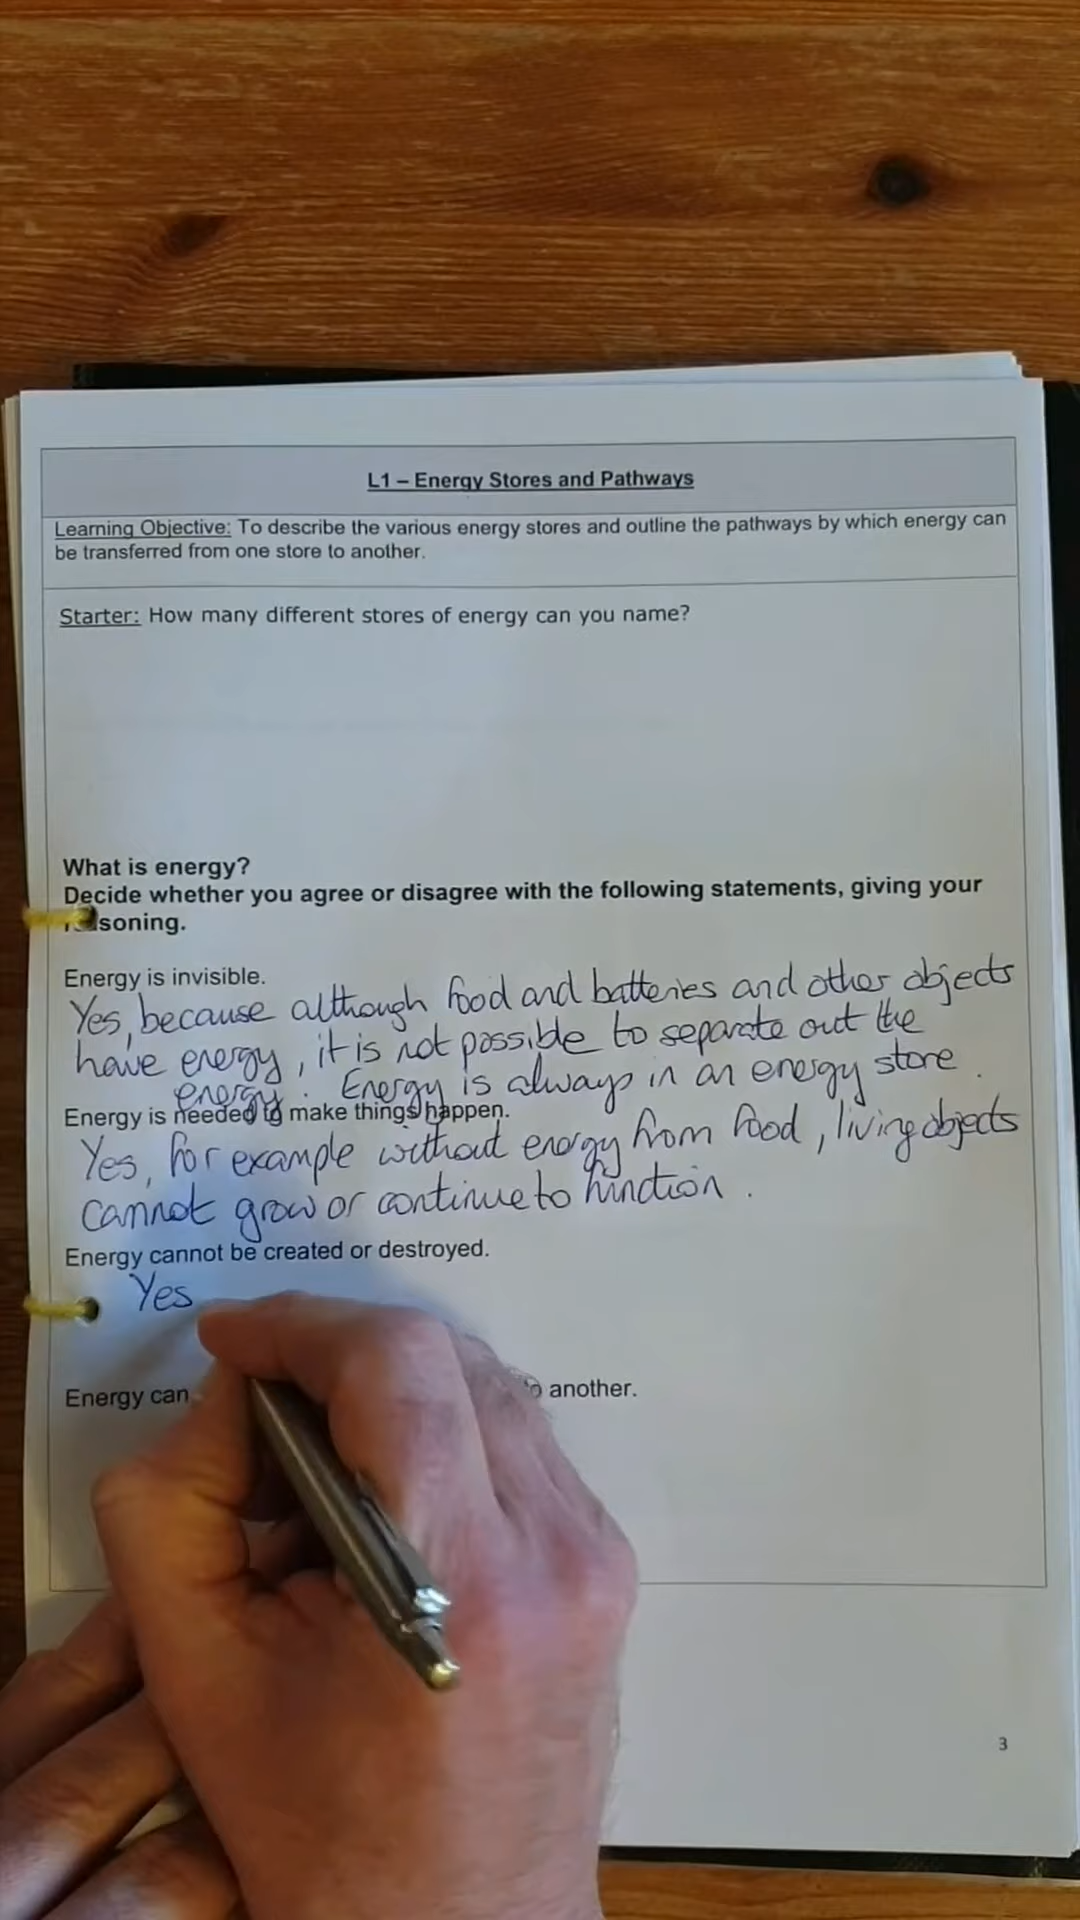 L1 – Energy Stores and Pathways
Learning Objective: To describe the various energy stores and outline the pathways by which energy can
be transferred from one store to another.
Starter: How many different stores of energy can you name?
What is energy?
Decide whether you agree or disagree with the following statements, giving your
reasoning.
Energy is invisible.
Yes, because although food and batteries and other objects
have energy, it is not possible to separate out the
energy. Energy is always in an energy store.
Energy is needed to make things happen.
Yes, for example without energy from food, living objects
cannot grow or continue to function.
Energy cannot be created or destroyed.
Yes
Energy can another.
3